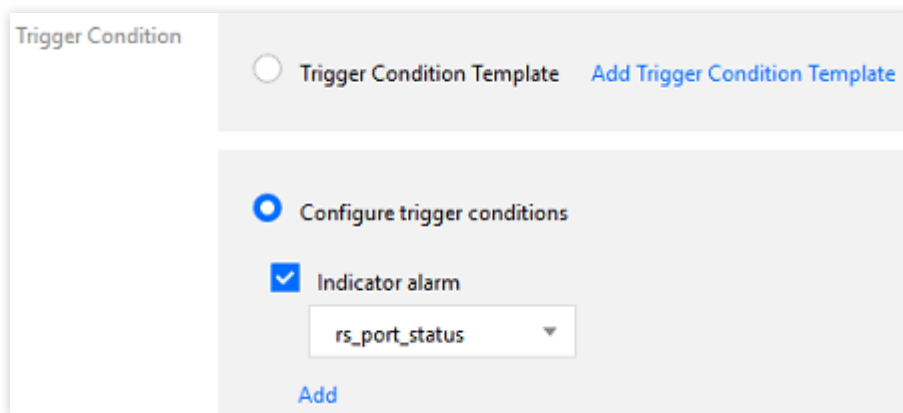 Trigger Condition
Trigger Condition Template Add Trigger Condition Template
Configure trigger conditions
Indicator alarm
rs_port_status
Add